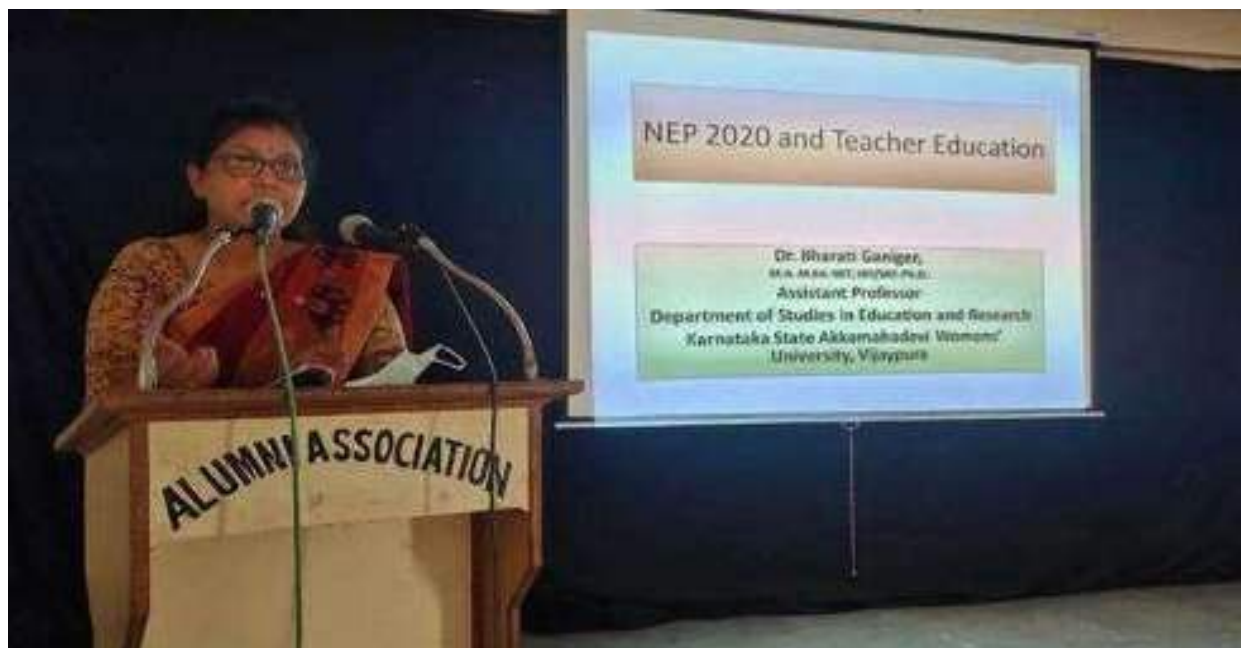 ALUMNI ASSOCIATION
NEP 2020 and Teacher Education
Dr. Bharati Ganiger,
Assistant Professor
Department of Studies in Education and Research
Karnataka State Akkamahadevi Womens'
University, Vijaypura